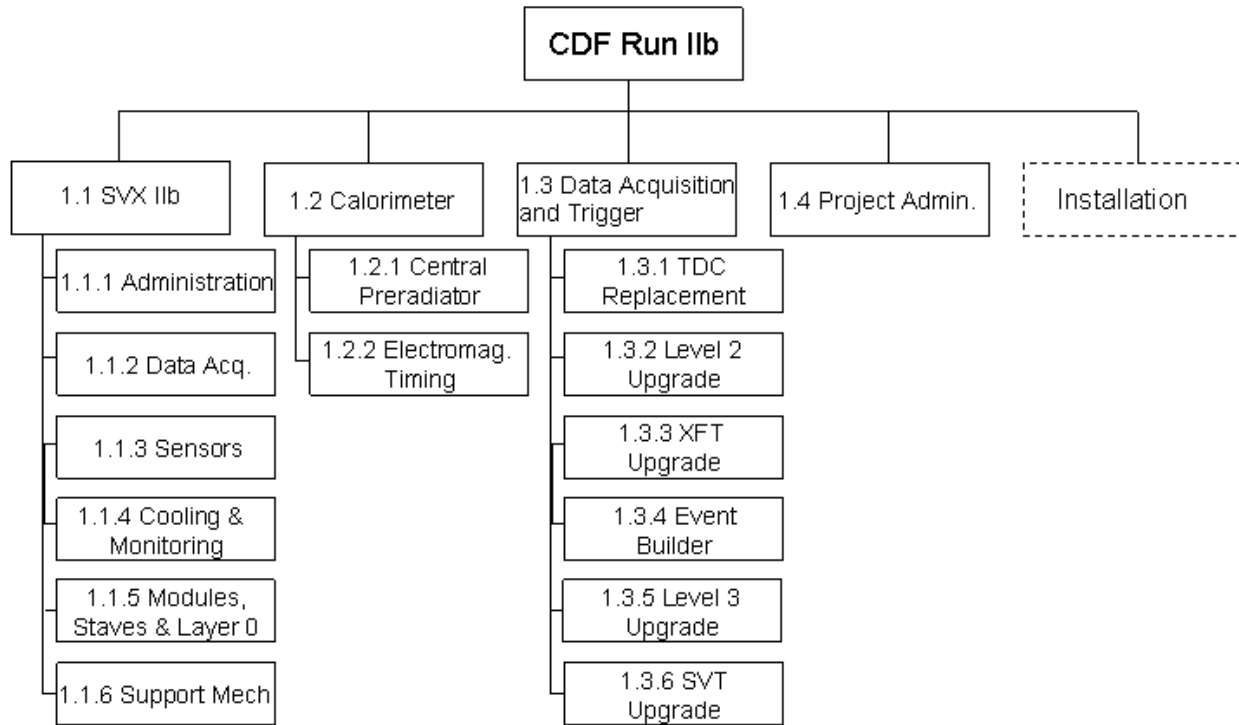 CDF Run IIb
1.1 SVX IIb
1.2 Calorimeter
1.3 Data Acquisition
and Trigger
1.4 Project Admin.
Installation
1.1.1 Administration
1.1.2 Data Acq.
1.1.3 Sensors
1.1.4 Cooling &
Monitoring
1.1.5 Modules,
Staves & Layer 0
1.1.6 Support Mech
1.2.1 Central
Preradiator
1.2.2 Electromag.
Timing
1.3.1 TDC
Replacement
1.3.2 Level 2
Upgrade
1.3.3 XFT
Upgrade
1.3.4 Event
Builder
1.3.5 Level 3
Upgrade
1.3.6 SVT
Upgrade